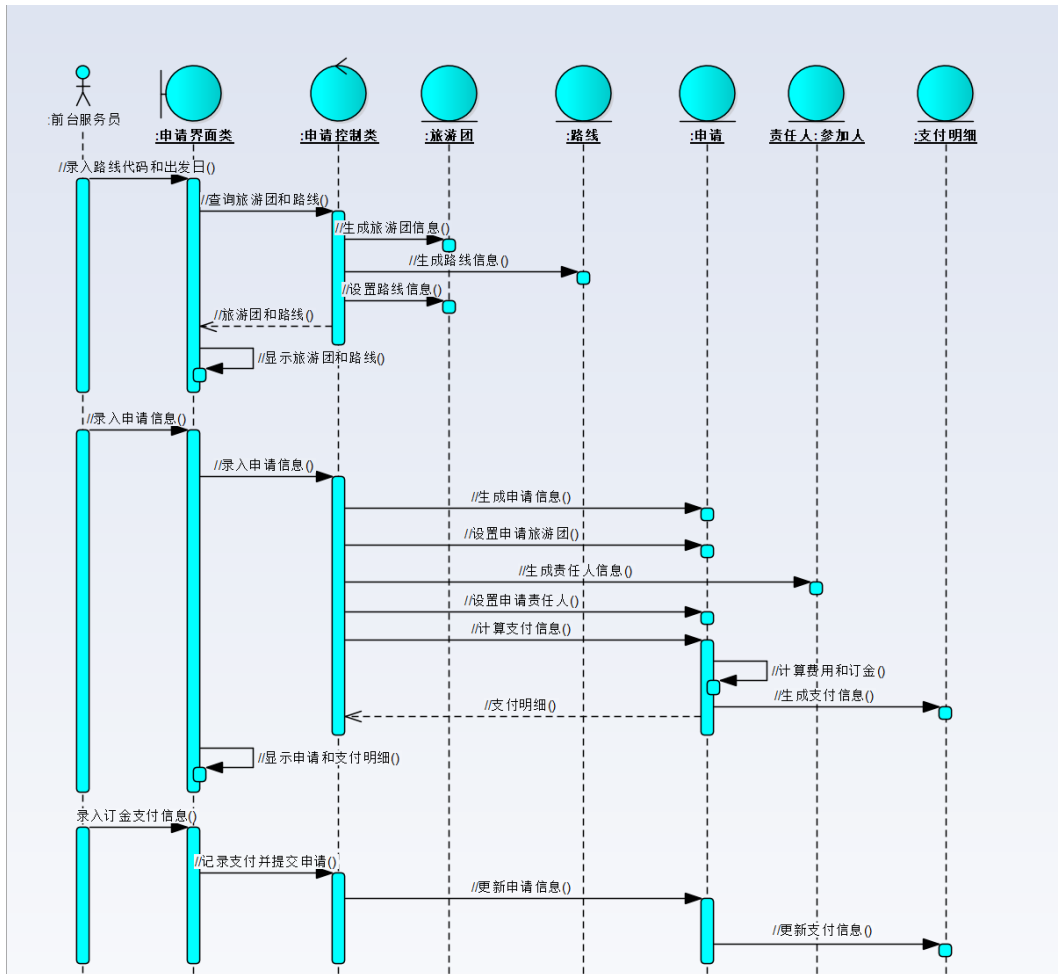 :前台服务员
:申请界面类
:申请控制类
:旅游团
:路线
:申请
责任人:参加人
:支付明细
//录入路线代码和出发日()
//查询旅游团和路线()
//生成旅游团信息()
//生成路线信息()
//设置路线信息()
//旅游团和路线()
//显示旅游团和路线()
//录入申请信息()
//录入申请信息()
//生成申请信息()
//设置申请旅游团()
//生成责任人信息()
//设置申请责任人()
//计算支付信息()
//计算费用和订金()
//生成支付信息()
//支付明细()
//显示申请和支付明细()
录入订金支付信息()
//记录支付并提交申请()
//更新申请信息()
//更新支付信息()